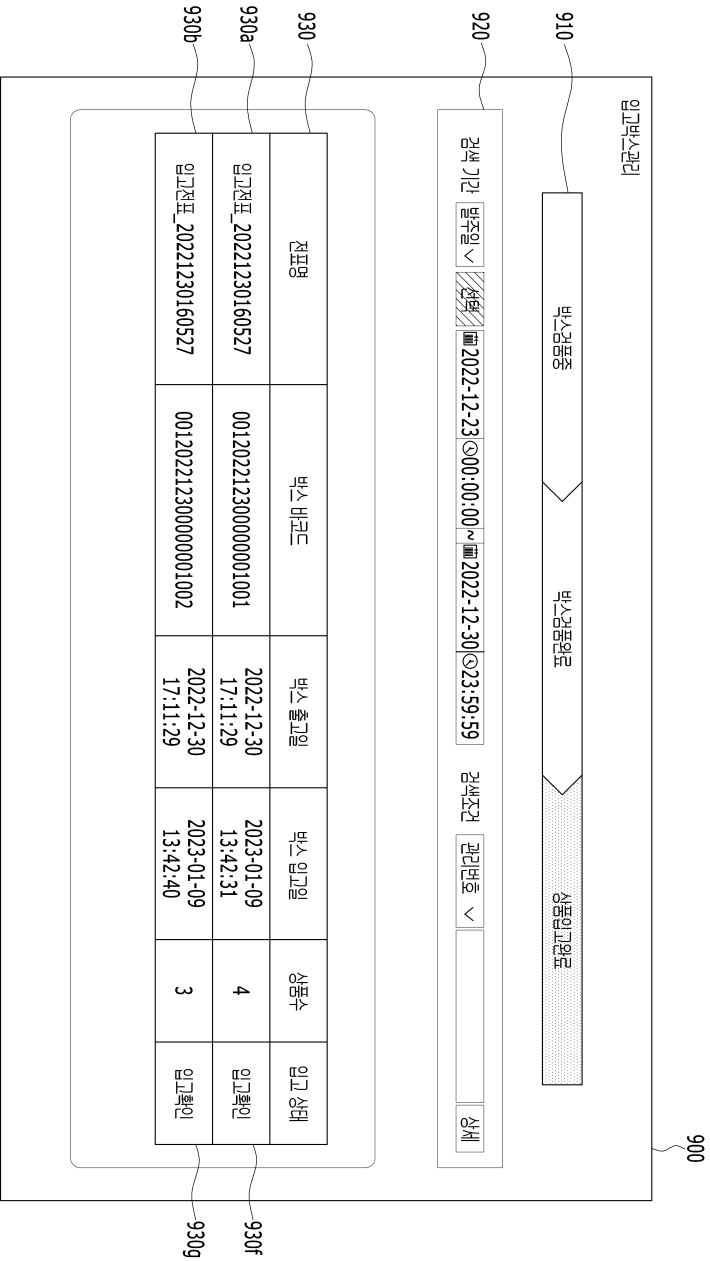 900
입고박스관리
910
박스검품중
박스검품완료
상품입고완료
920
검색 기간 발주일 선택 2022-12-23 00:00:00 ~ 2022-12-30 23:59:59 검색조건 관리번호 상세
930
전표명 박스 바코드 박스 출고일 박스 입고일 상품수 입고 상태
930a
입고전표_20221230160527 001202212300000001001 2022-12-30 17:11:29 2023-01-09 13:42:31 4 입고확인
930f
930b
입고전표_20221230160527 001202212300000001002 2022-12-30 17:11:29 2023-01-09 13:42:40 3 입고확인
930g